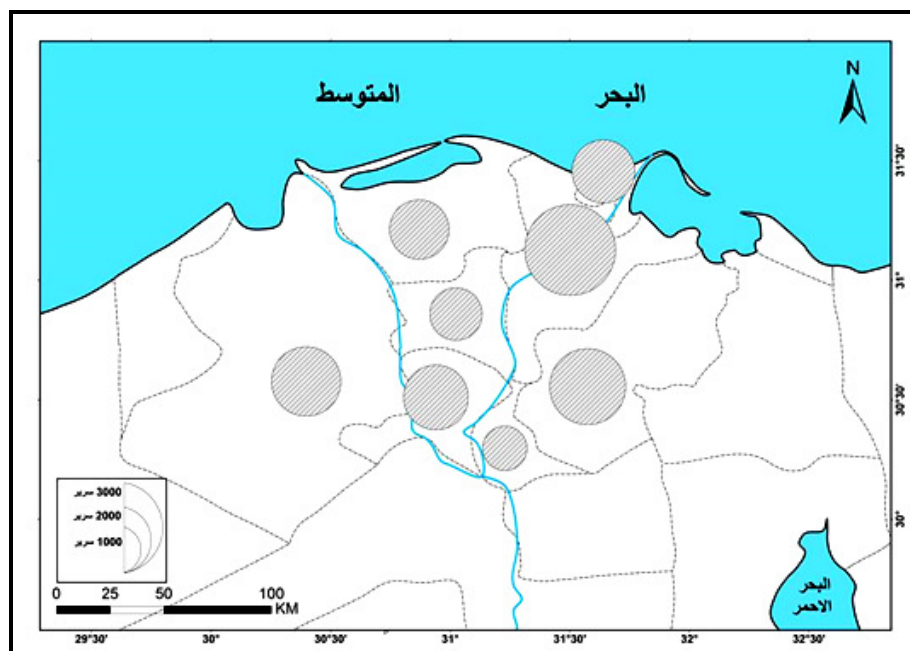 البحر المتوسط
N
31°30'
31°
30°30'
30°
3000 سرير
2000 سرير
1000 سرير
0 25 50 100
KM
البحر
الاحمر
29°30' 30° 30°30' 31° 31°30' 32° 32°30'